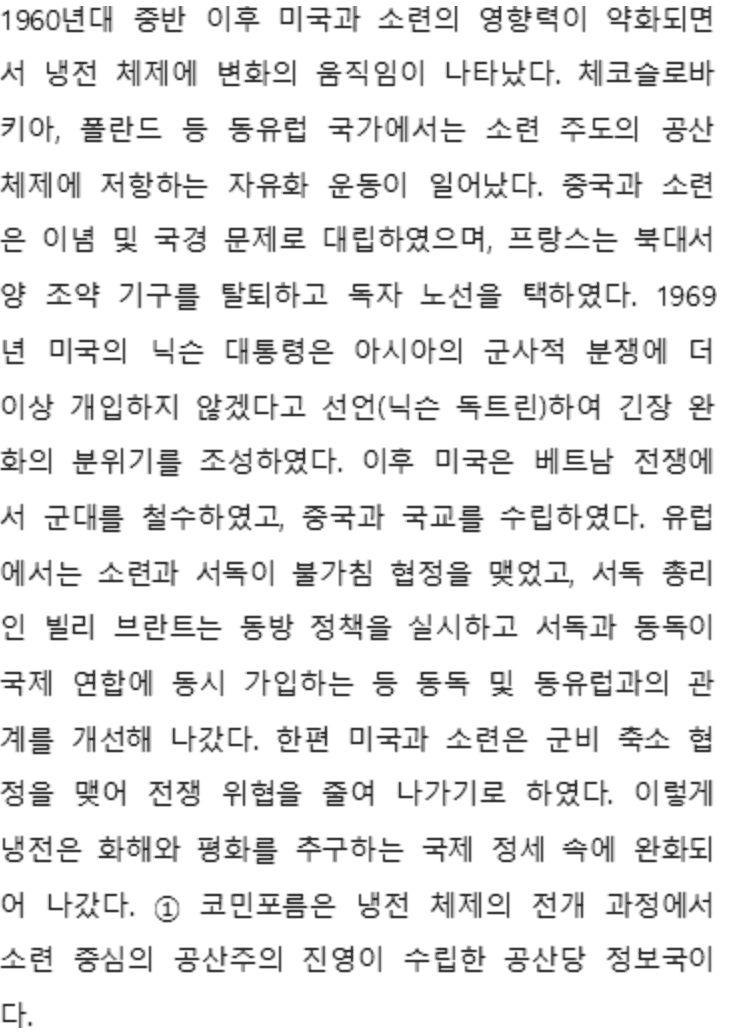 1960년대 중반 이후 미국과 소련의 영향력이 약화되면
서 냉전 체제에 변화의 움직임이 나타났다. 체코슬로바
키아, 폴란드 등 동유럽 국가에서는 소련 주도의 공산
체제에 저항하는 자유화 운동이 일어났다. 중국과 소련
은 이념 및 국경 문제로 대립하였으며, 프랑스는 북대서
양 조약 기구를 탈퇴하고 독자 노선을 택하였다. 1969
년 미국의 닉슨 대통령은 아시아의 군사적 분쟁에 더
이상 개입하지 않겠다고 선언(닉슨 독트린)하여 긴장 완
화의 분위기를 조성하였다. 이후 미국은 베트남 전쟁에
서 군대를 철수하였고, 중국과 국교를 수립하였다. 유럽
에서는 소련과 서독이 불가침 협정을 맺었고, 서독 총리
인 빌리 브란트는 동방 정책을 실시하고 서독과 동독이
국제 연합에 동시 가입하는 등 동독 및 동유럽과의 관
계를 개선해 나갔다. 한편 미국과 소련은 군비 축소 협
정을 맺어 전쟁 위협을 줄여 나가기로 하였다. 이렇게
냉전은 화해와 평화를 추구하는 국제 정세 속에 완화되
어 나갔다. ① 코민포름은 냉전 체제의 전개 과정에서
소련 중심의 공산주의 진영이 수립한 공산당 정보국이
다.